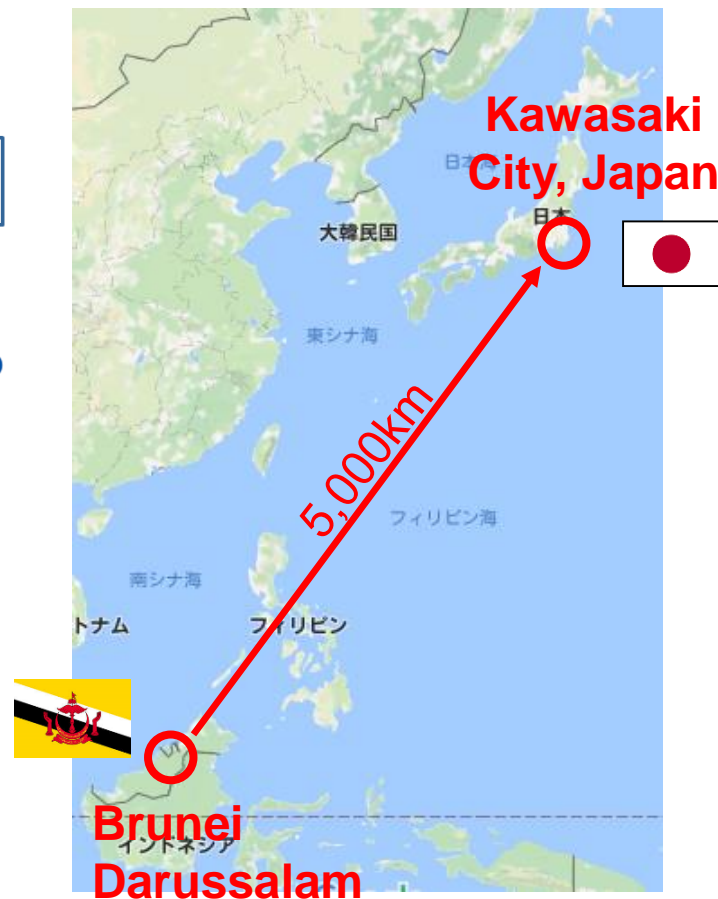 Kawasaki
City, Japan
日本海
日本
大韓民国
東シナ海
5,000km
フィリピン海
南シナ海
トナム
フィリピン
Brunei
インドネシア
Darussalam